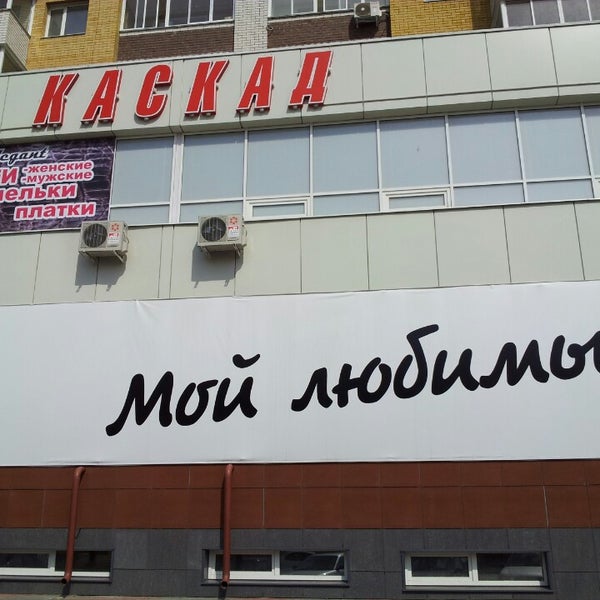 КАСКАД
-женские
-мужские
платки
Мой любимы